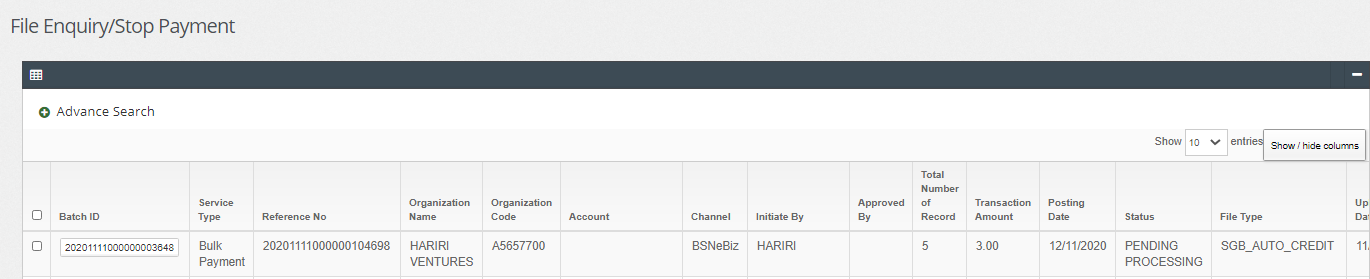 File Enquiry/Stop Payment
Advance Search
Show 10 entries Show / hide columns
Batch ID Service Type Reference No Organization Name Organization Code Account Channel Initiate By Approved By Total Number of Record Transaction Amount Posting Date Status File Type
20201111000000003648 Bulk Payment 20201111000000104698 HARIRI VENTURES A5657700 BSNeBiz HARIRI 5 3.00 12/11/2020 PENDING PROCESSING SGB_AUTO_CREDIT